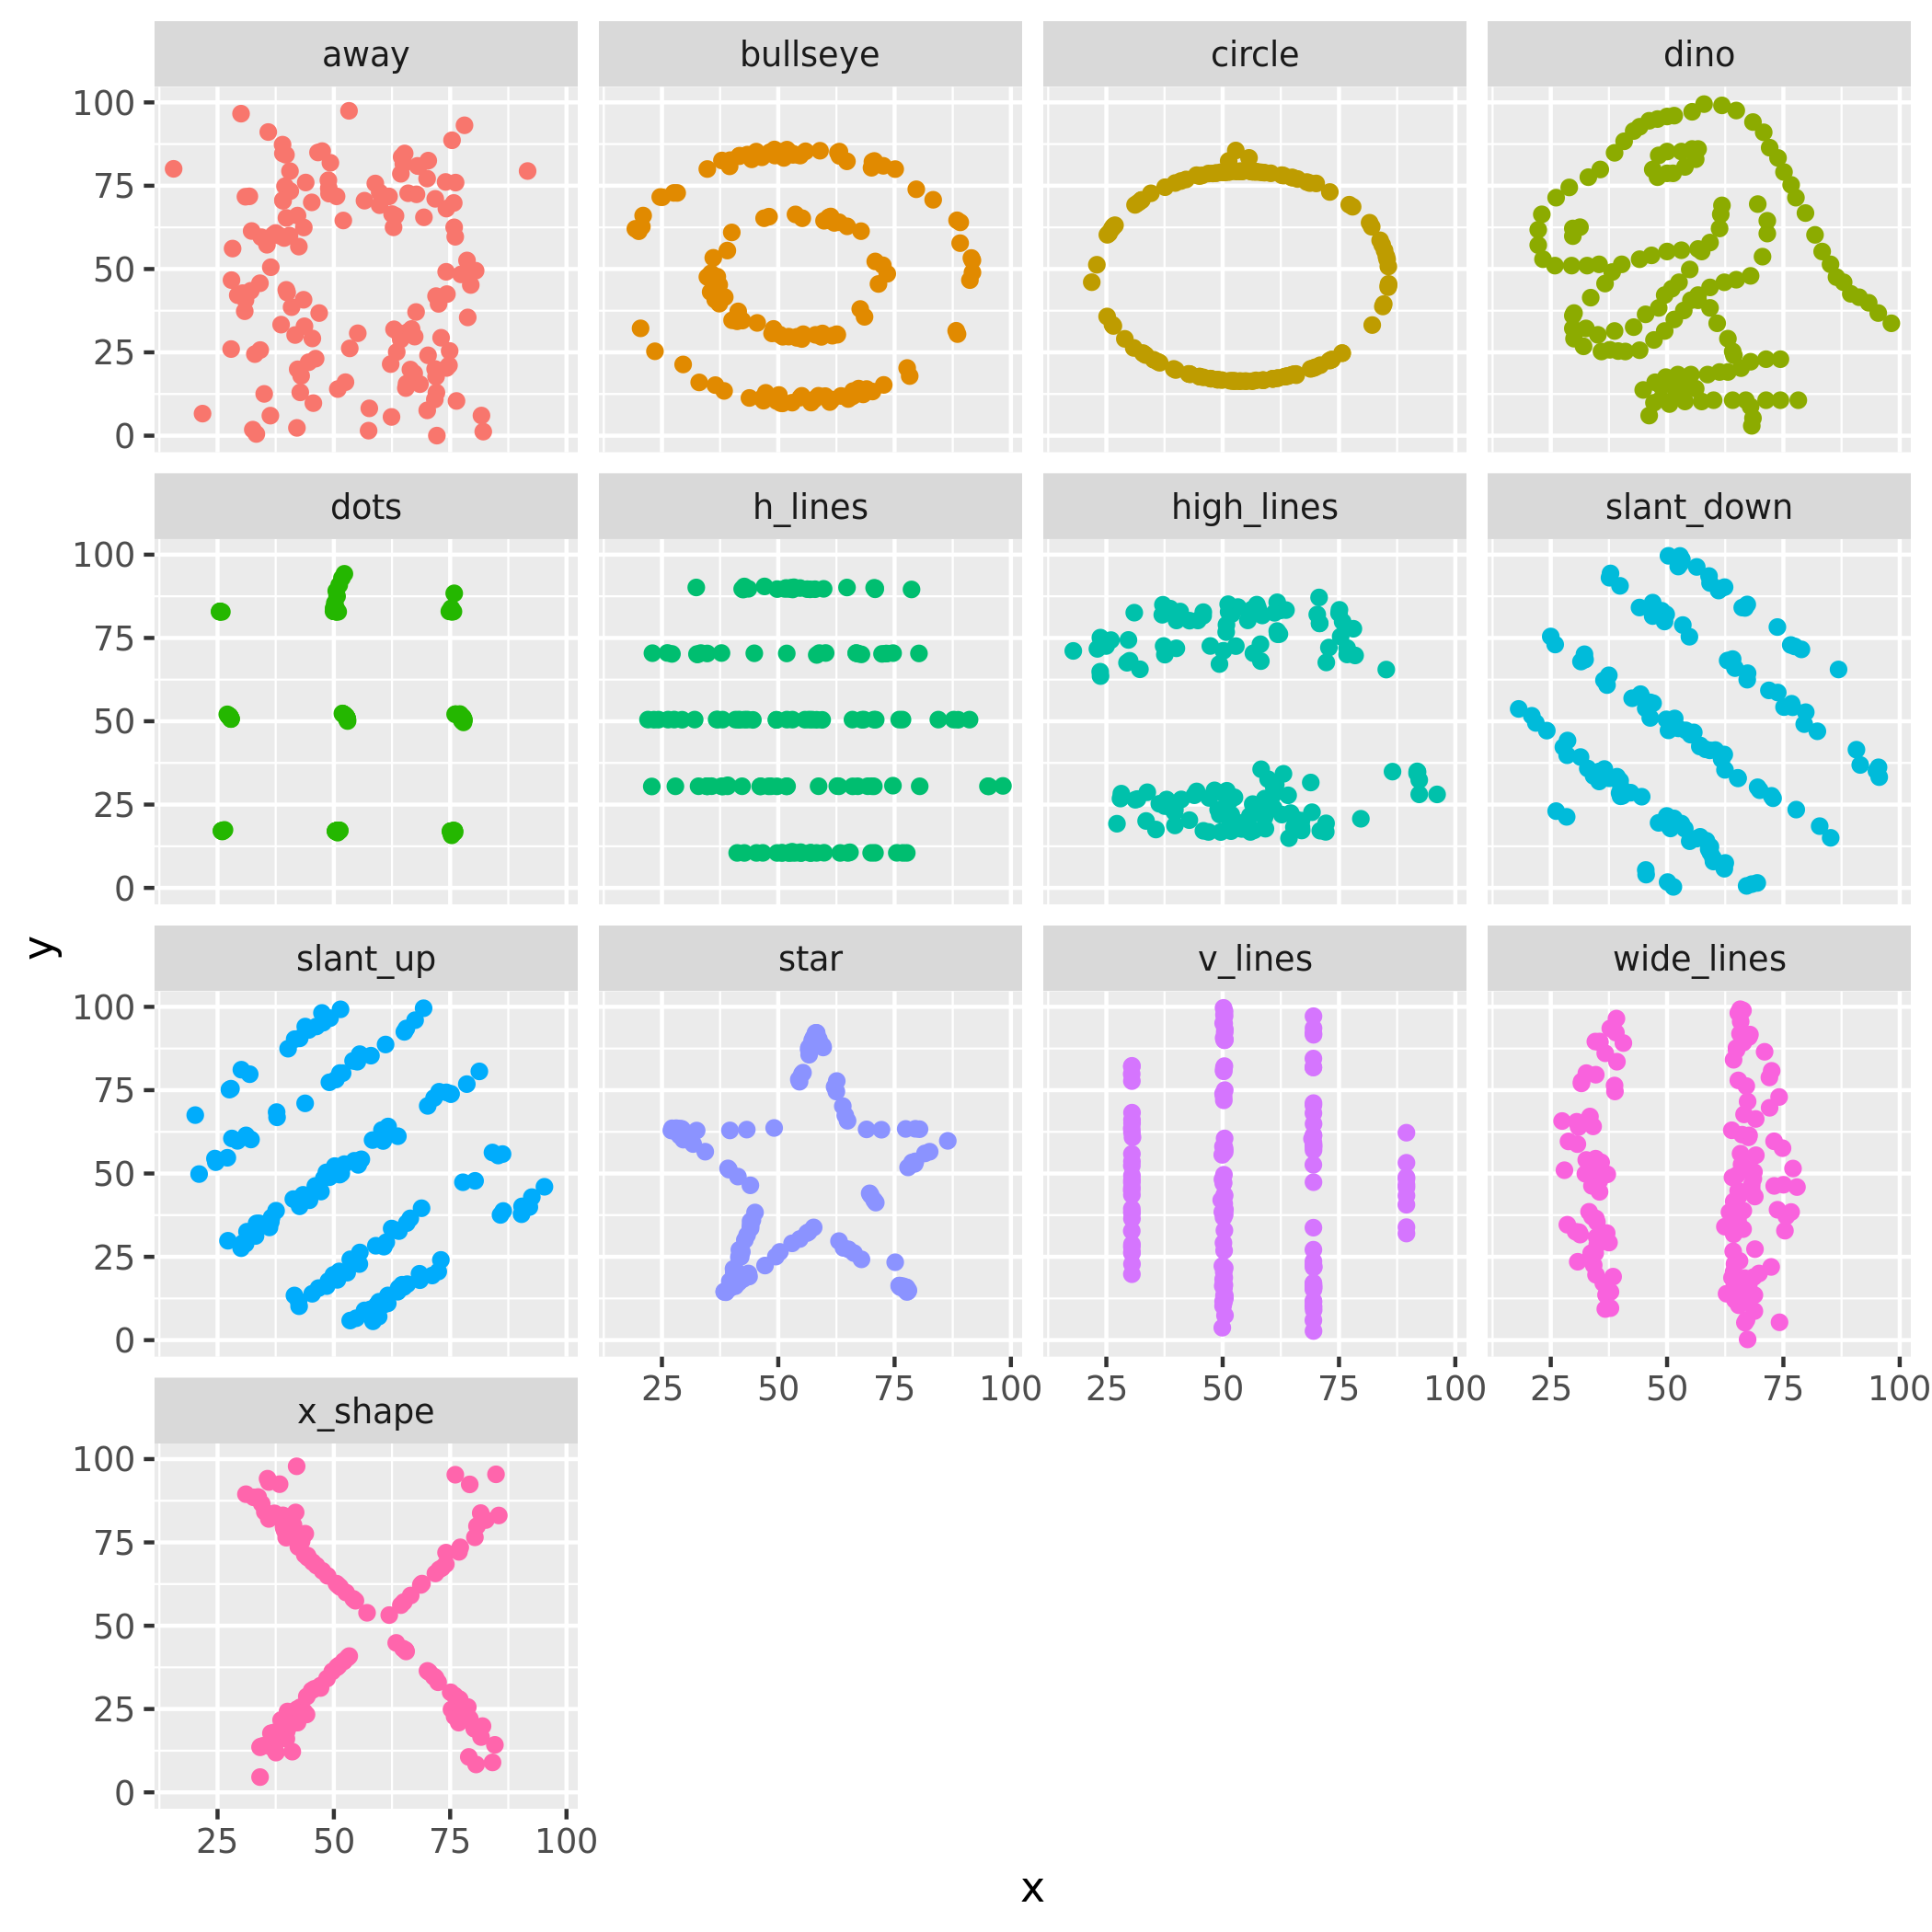 away bullseye circle dino
100
75
50
25
0
dots h_lines high_lines slant_down
100
75
50
25
0
y
slant_up star v_lines wide_lines
100
75
50
25
0
25 50 75 100 25 50 75 100 25 50 75 100
x_shape
100
75
50
25
0
25 50 75 100
x